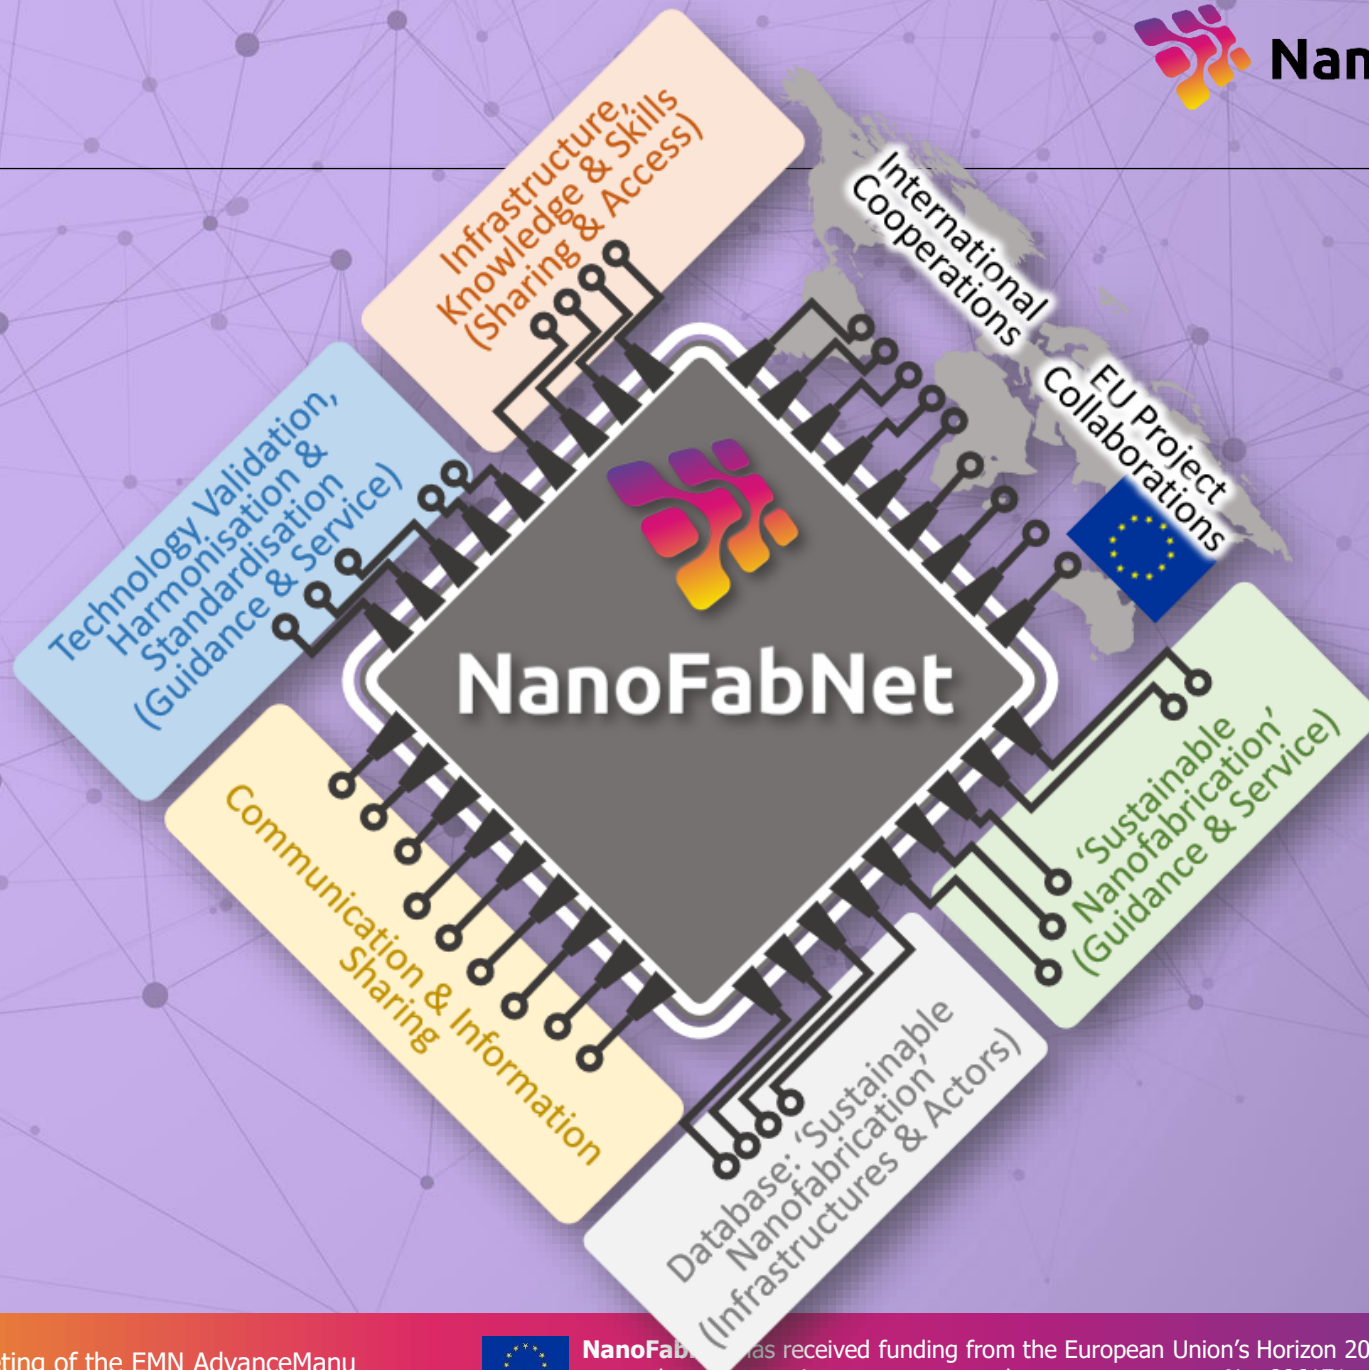 Nan
Infrastructure,
Knowledge & Skills
(Sharing & Access)
International
Cooperations
EU Project
Collaborations
Technology Validation,
Harmonisation &
Standardisation
(Guidance & Service)
NanoFabNet
'Sustainable
Nanofabrication'
(Guidance & Service)
Communication & Information
Sharing
Database: 'Sustainable
Nanofabrication'
(Infrastructures & Actors)
eting of the EMN AdvanceManu
NanoFab as received funding from the European Union's Horizon 20